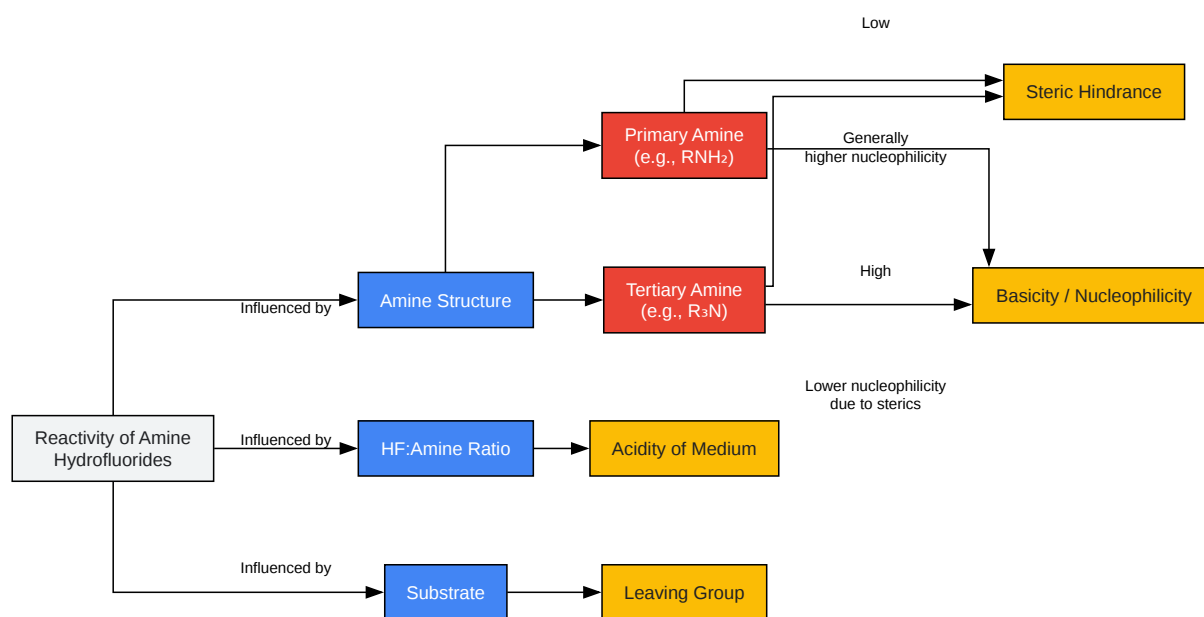 Low
Steric Hindrance
Primary Amine
(e.g., RNH₂)
Generally
higher nucleophilicity
Influenced by
Amine Structure
Tertiary Amine
(e.g., R₃N)
High
Basicity / Nucleophilicity
Lower nucleophilicity
due to sterics
Reactivity of Amine
Hydrofluorides
Influenced by
HF:Amine Ratio
Acidity of Medium
Influenced by
Substrate
Leaving Group